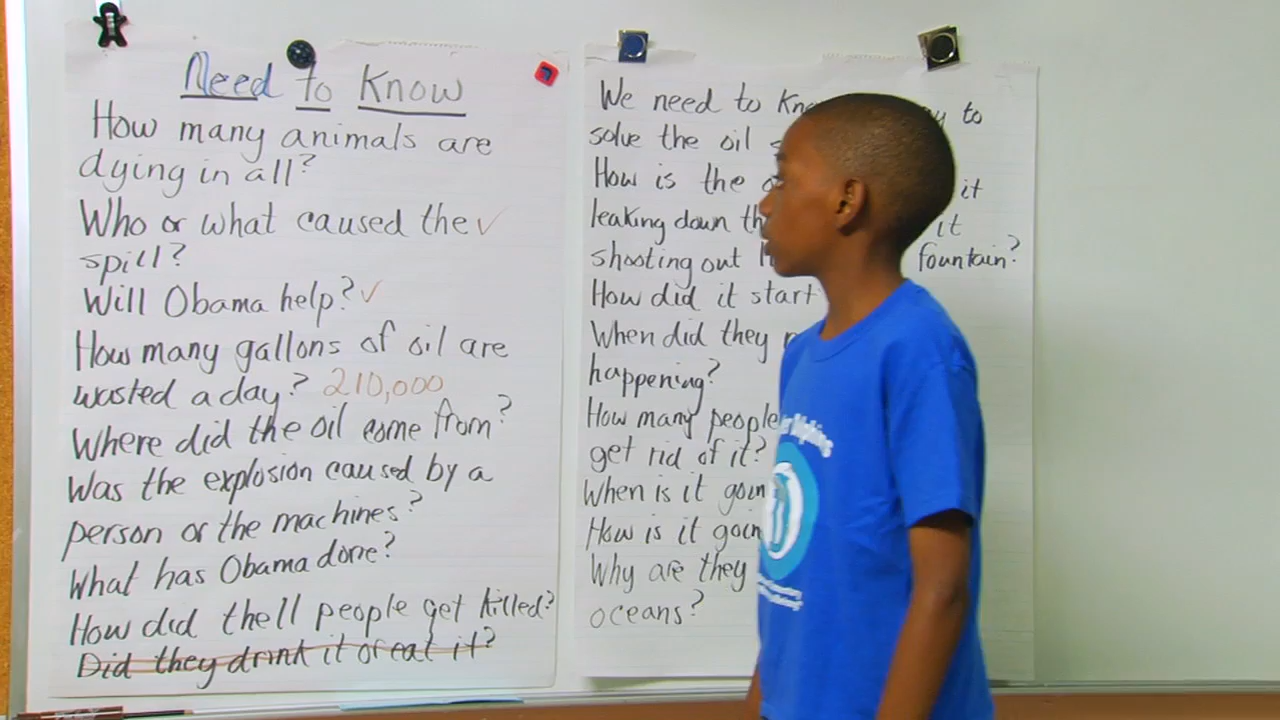 Need to Know
How many animals are
dying in all?
Who or what caused the ✓
spill?
Will Obama help? ✓
How many gallons of oil are
wasted a day? 210,000
Where did the oil come from?
Was the explosion caused by a
person or the machines?
What has Obama done?
How did the 11 people get killed?
Did they drink it or eat it?
We need to to
solve the oil
How is the it
leaking down it
shooting out fountain?
How did it start
When did they
happening?
How many people
get rid of it?
When is it
How is it
Why are they
oceans?